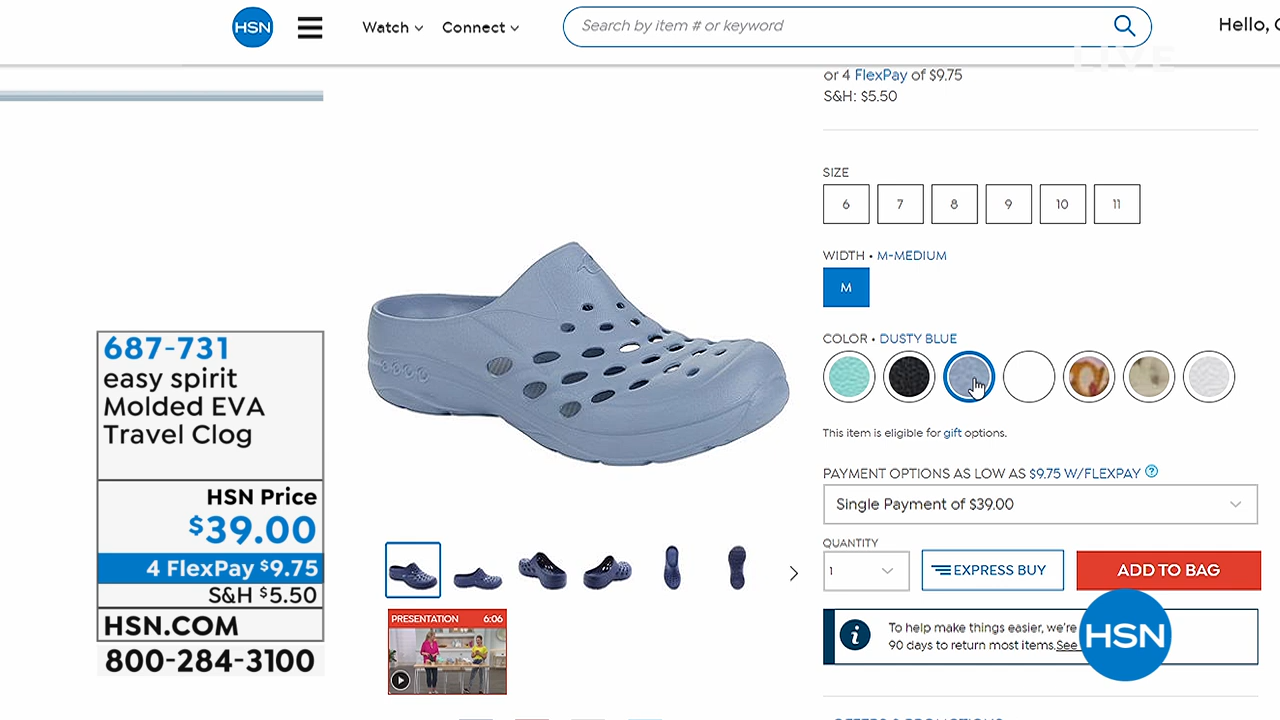 HSN
Watch
Connect
Search by item # or keyword
Hello,
LIVE
or 4 FlexPay of $9.75
S&H: $5.50
SIZE
6 7 8 9 10 11
WIDTH • M-MEDIUM
M
COLOR • DUSTY BLUE
This item is eligible for gift options.
PAYMENT OPTIONS AS LOW AS $9.75 W/FLEXPAY ?
Single Payment of $39.00
QUANTITY
1
EXPRESS BUY
ADD TO BAG
i
To help make things easier, we're
90 days to return most items. See
HSN
687-731
easy spirit
Molded EVA
Travel Clog
HSN Price
$39.00
4 FlexPay $9.75
S&H $5.50
HSN.COM
800-284-3100
PRESENTATION 6:06